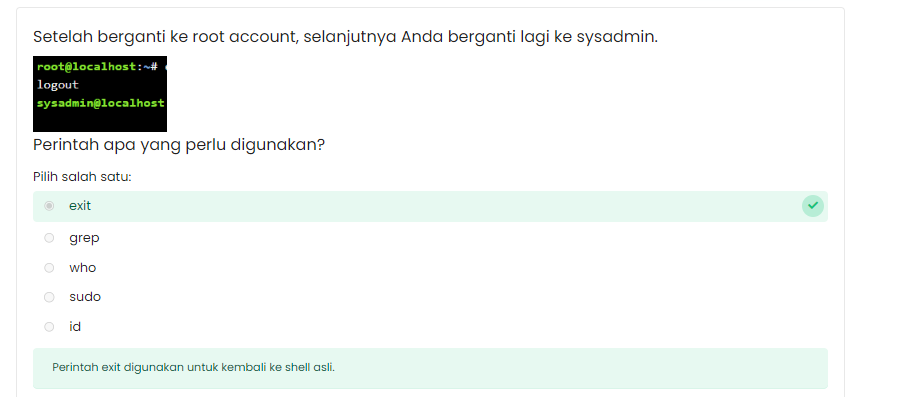 Setelah berganti ke root account, selanjutnya Anda berganti lagi ke sysadmin.
root@localhost:~#
logout
sysadmin@localhost
Perintah apa yang perlu digunakan?
Pilih salah satu:
exit
grep
who
sudo
id
Perintah exit digunakan untuk kembali ke shell asli.